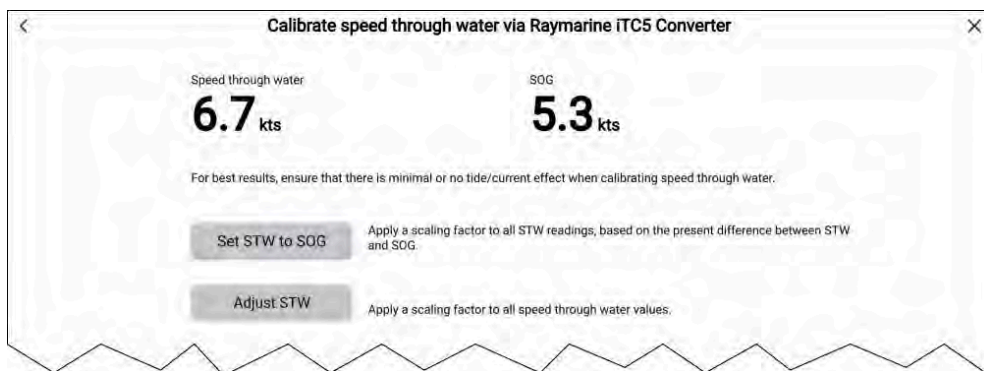 Calibrate speed through water via Raymarine iTC5 Converter
Speed through water
SOG
6.7 kts
5.3 kts
For best results, ensure that there is minimal or no tide/current effect when calibrating speed through water.
Set STW to SOG
Apply a scaling factor to all STW readings, based on the present difference between STW
and SOG.
Adjust STW
Apply a scaling factor to all speed through water values.